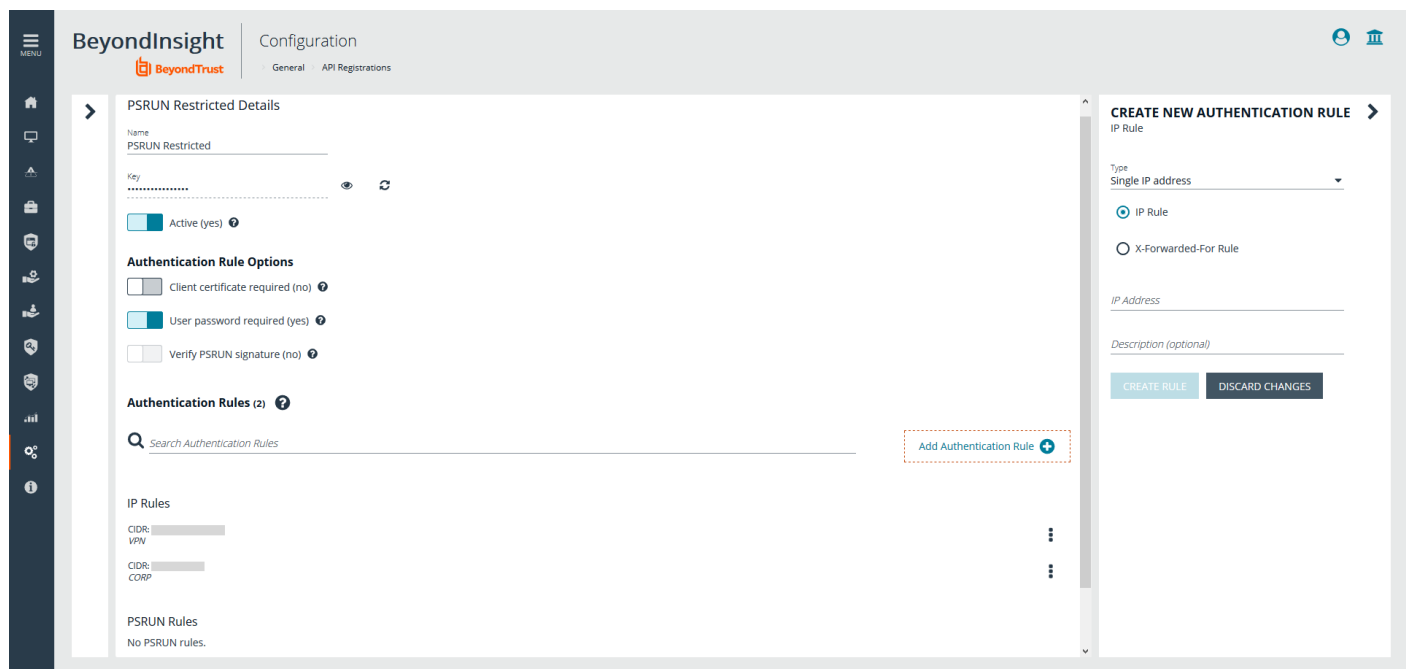 MENU
BeyondInsight
BeyondTrust
Configuration
General
API Registrations
PSRUN Restricted Details
Name
PSRUN Restricted
Key
•••••••••••••••
Active (yes)
Authentication Rule Options
Client certificate required (no)
User password required (yes)
Verify PSRUN signature (no)
Authentication Rules (2)
Search Authentication Rules
Add Authentication Rule
IP Rules
CIDR:
VPN
CIDR:
CORP
PSRUN Rules
No PSRUN rules.
CREATE NEW AUTHENTICATION RULE
IP Rule
Type
Single IP address
IP Rule
X-Forwarded-For Rule
IP Address
Description (optional)
CREATE RULE
DISCARD CHANGES